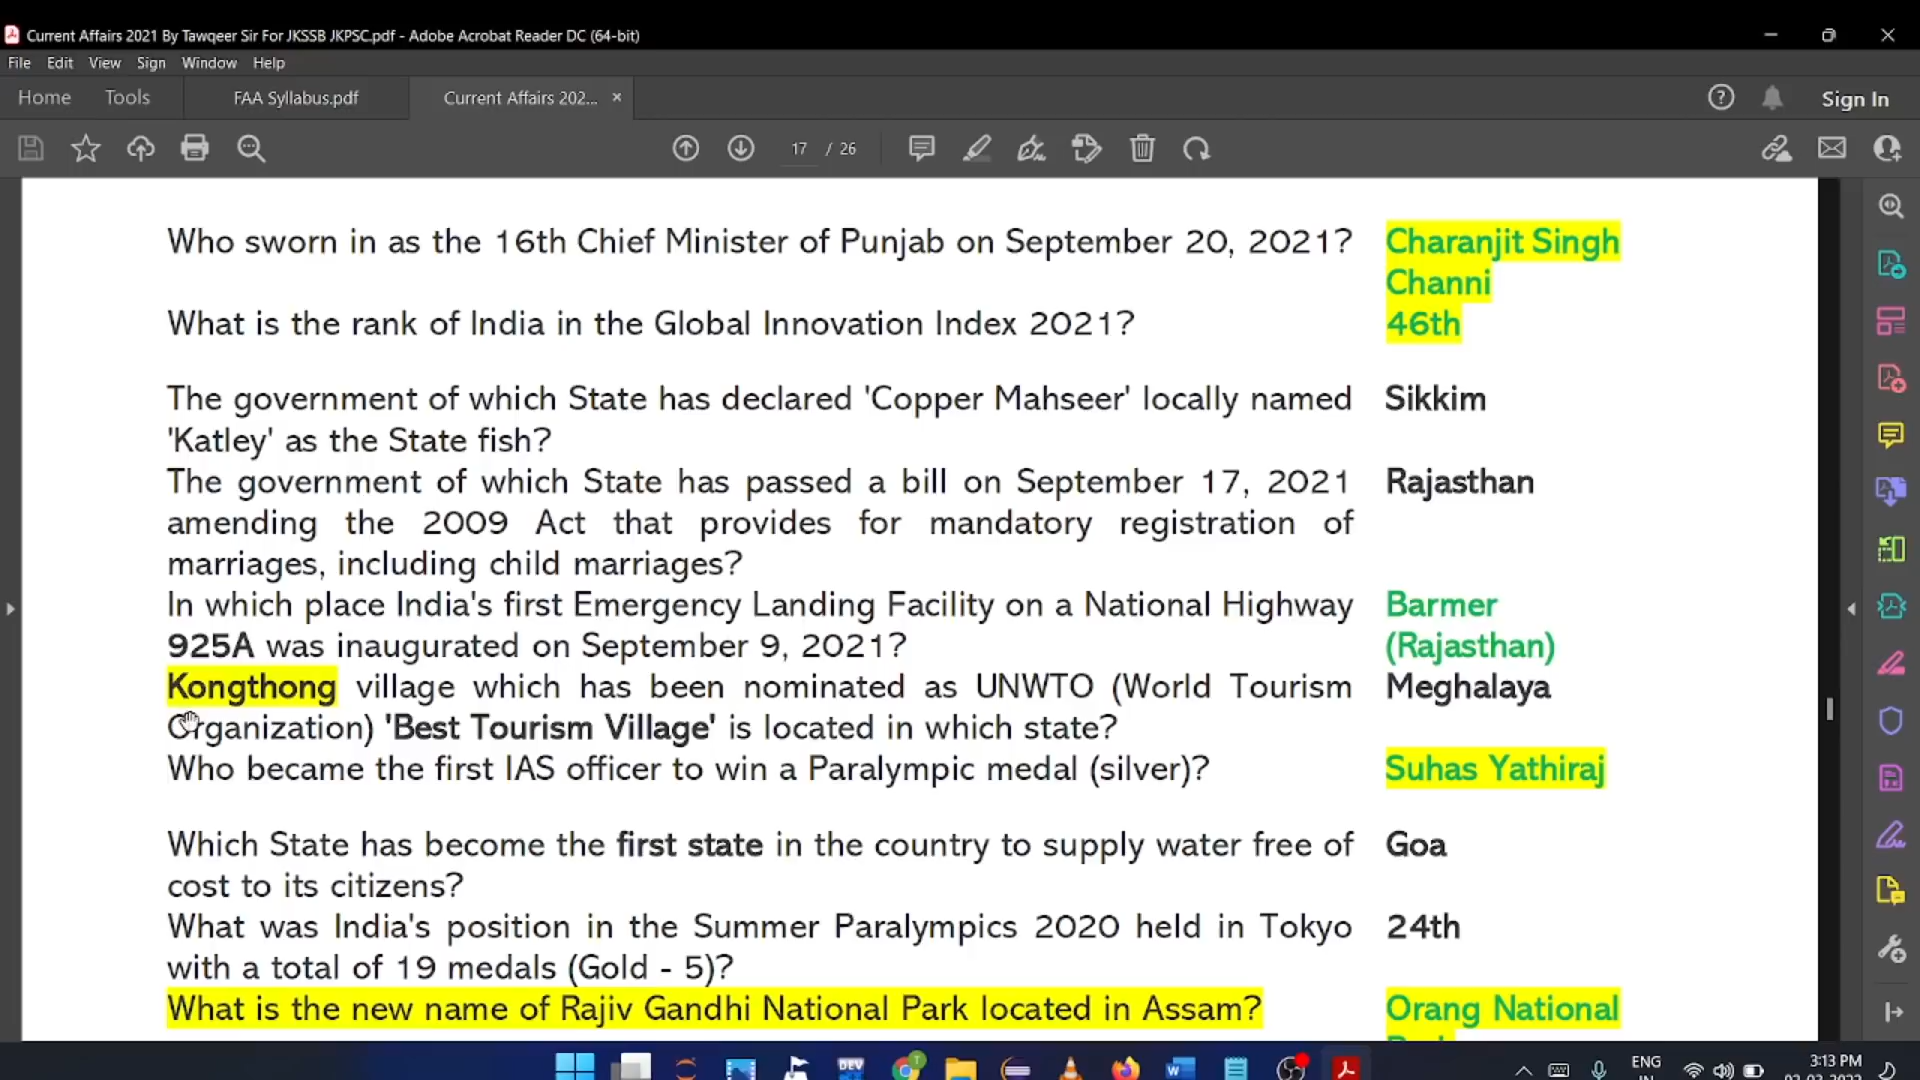 Current Affairs 2021 By Tawqeer Sir For JKSSB JKPSC.pdf - Adobe Acrobat Reader DC (64-bit)
File Edit View Sign Window Help
Home Tools FAA Syllabus.pdf Current Affairs 202... × Sign In
17 / 26
Who sworn in as the 16th Chief Minister of Punjab on September 20, 2021? Charanjit Singh
Channi
What is the rank of India in the Global Innovation Index 2021? 46th
The government of which State has declared 'Copper Mahseer' locally named Sikkim
'Katley' as the State fish?
The government of which State has passed a bill on September 17, 2021 Rajasthan
amending the 2009 Act that provides for mandatory registration of
marriages, including child marriages?
In which place India's first Emergency Landing Facility on a National Highway Barmer
925A was inaugurated on September 9, 2021? (Rajasthan)
Kongthong village which has been nominated as UNWTO (World Tourism Meghalaya
Organization) 'Best Tourism Village' is located in which state?
Who became the first IAS officer to win a Paralympic medal (silver)? Suhas Yathiraj
Which State has become the first state in the country to supply water free of Goa
cost to its citizens?
What was India's position in the Summer Paralympics 2020 held in Tokyo 24th
with a total of 19 medals (Gold - 5)?
What is the new name of Rajiv Gandhi National Park located in Assam? Orang National
DEV T ENG 3:13 PM